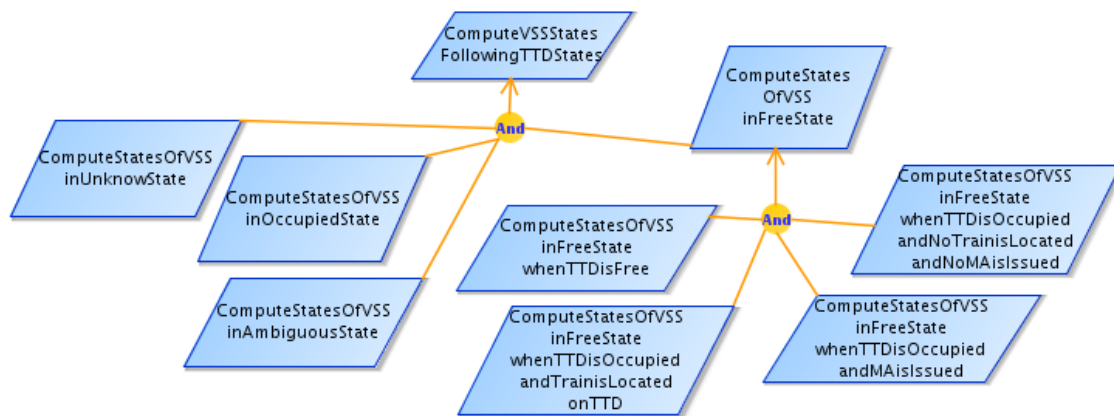 ComputeVSSStates
FollowingTTDStates
ComputeStates
OfVSS
inFreeState
And
ComputeStatesOfVSS
inUnknowState
ComputeStatesOfVSS
inOccupiedState
ComputeStatesOfVSS
inAmbiguousState
And
ComputeStatesOfVSS
inFreeState
whenTTDisFree
ComputeStatesOfVSS
inFreeState
whenTTDisOccupied
andNoTrainisLocated
andNoMAisIssued
ComputeStatesOfVSS
inFreeState
whenTTDisOccupied
andTrainisLocated
onTTD
ComputeStatesOfVSS
inFreeState
whenTTDisOccupied
andMAisIssued